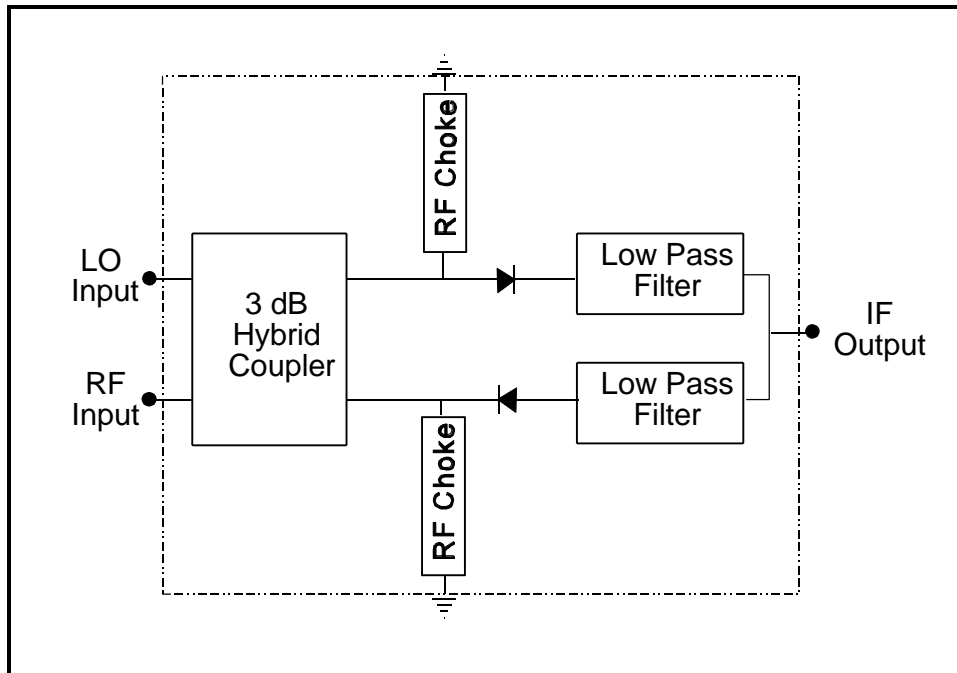 RF Choke
LO
Input
3 dB
Hybrid
Coupler
Low Pass
Filter
IF
Output
RF
Input
Low Pass
Filter
RF Choke